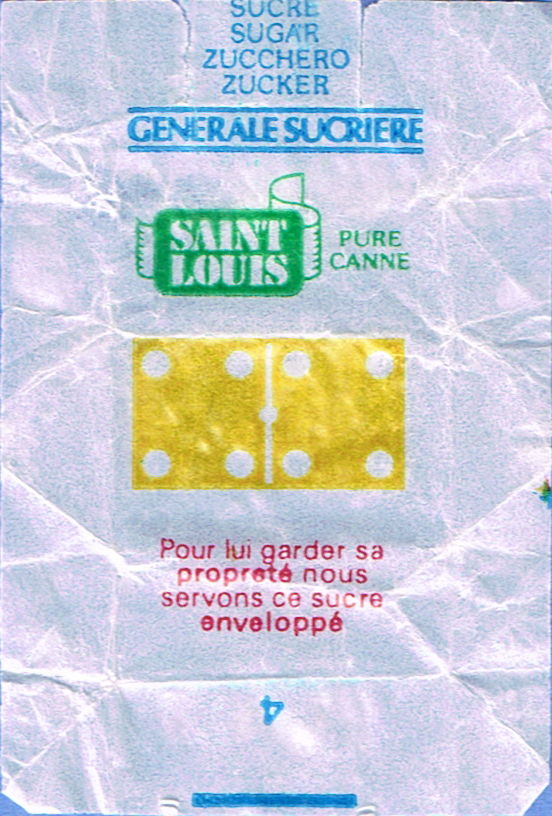 SUCRE
SUGAR
ZUCCHERO
ZUCKER
GENERALE SUCRIERE
SAINT
LOUIS
PURE
CANNE
Pour lui garder sa
propreté nous
servons ce sucre
enveloppé
4